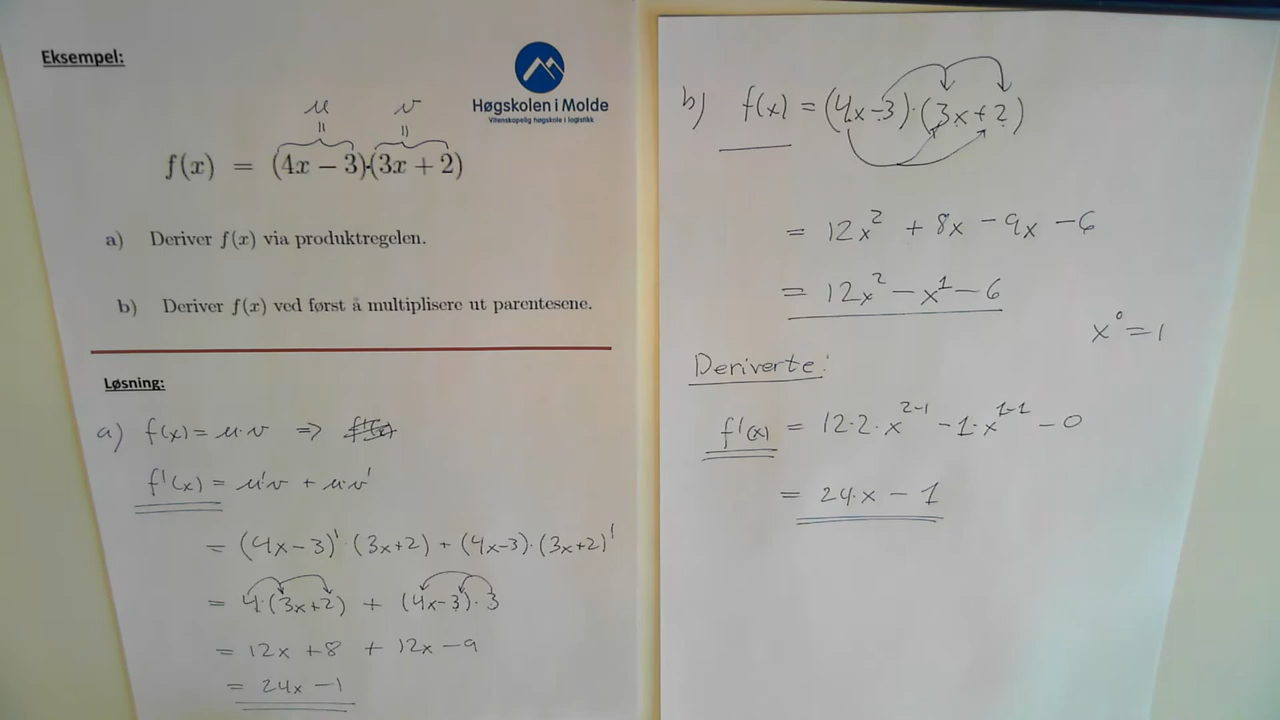 Eksempel:
Høgskolen i Molde
Vitenskapelig høgskole i logistikk
u v
= =
f(x) = (4x − 3)·(3x + 2)
a) Deriver f(x) via produktregelen.
b) Deriver f(x) ved først å multiplisere ut parentesene.
Løsning:
a) f(x) = u·v ⇒
f'(x) = u'v + u·v'
= (4x−3)'·(3x+2) + (4x−3)·(3x+2)'
= 4·(3x+2) + (4x−3)·3
= 12x + 8 + 12x − 9
= 24x − 1
b) f(x) = (4x−3)·(3x+2)
= 12x² + 8x − 9x − 6
= 12x² − x¹ − 6
x⁰ = 1
Deriverte:
f'(x) = 12·2·x²⁻¹ − 1·x¹⁻¹ − 0
= 24·x − 1